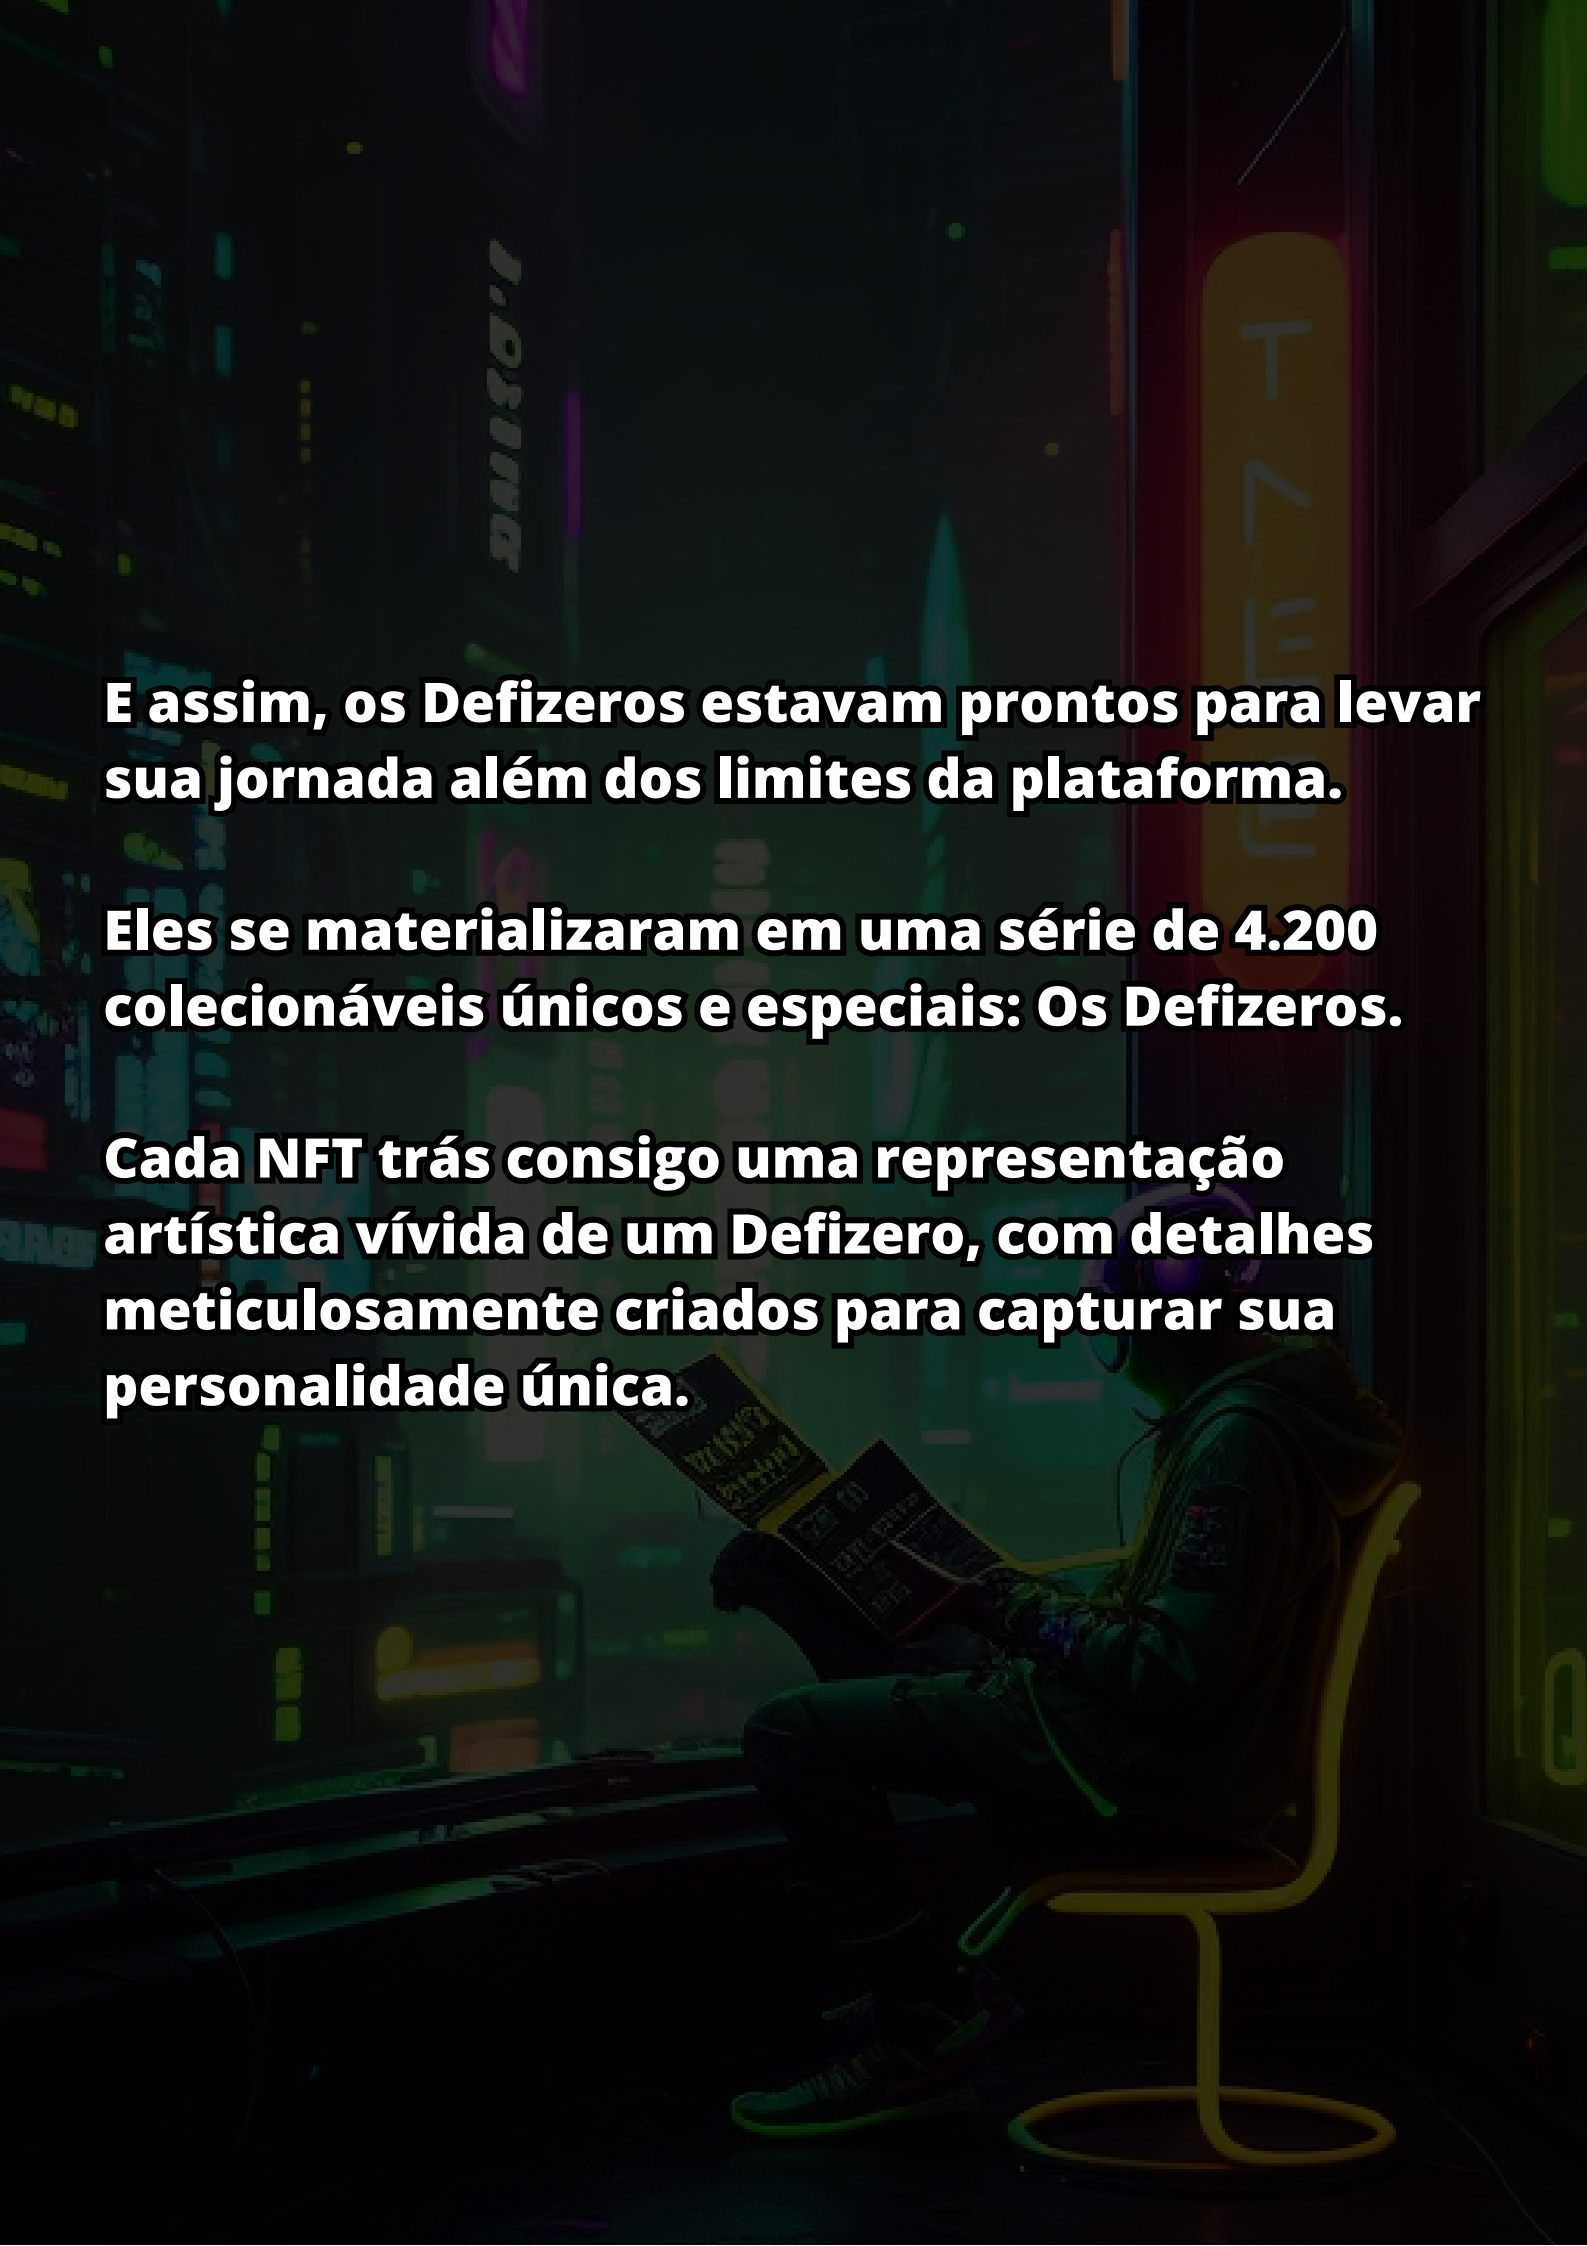 E assim, os Defizeros estavam prontos para levar
sua jornada além dos limites da plataforma.
Eles se materializaram em uma série de 4.200
colecionáveis únicos e especiais: Os Defizeros.
Cada NFT trás consigo uma representação
artística vívida de um Defizero, com detalhes
meticulosamente criados para capturar sua
personalidade única.